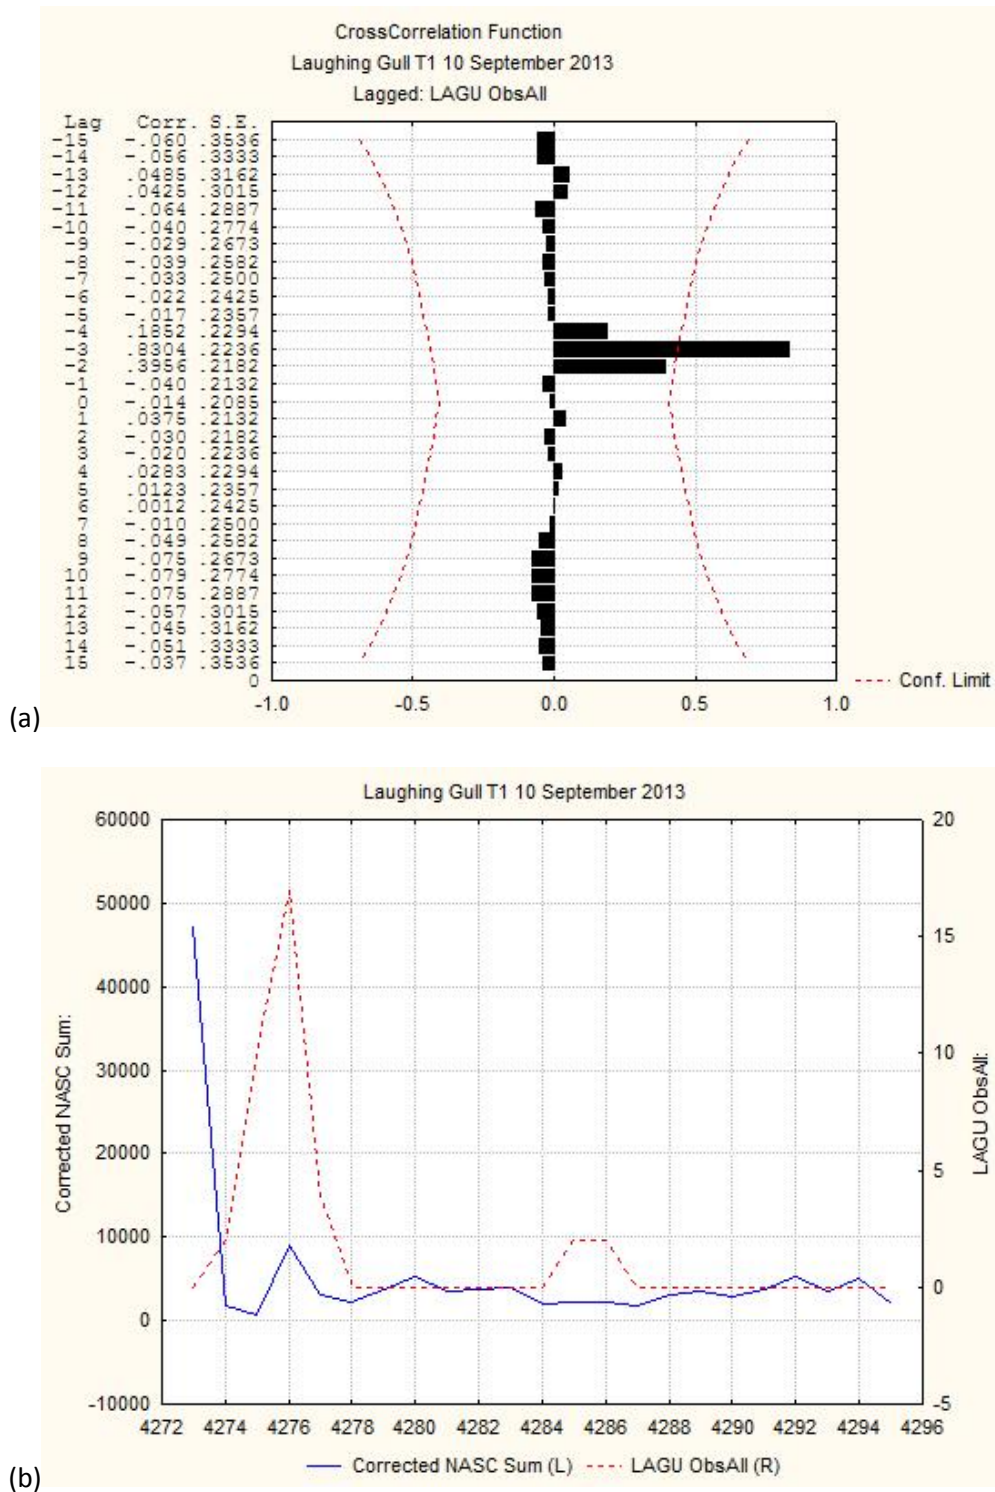 CrossCorrelation Function
Laughing Gull T1 10 September 2013
Lagged: LAGU ObsAll
Lag Corr. S.E.
-15 -.060 .3536
-14 -.056 .3333
-13 .0485 .3162
-12 .0425 .3015
-11 -.064 .2887
-10 -.040 .2774
-9 -.029 .2673
-8 -.039 .2582
-7 -.033 .2500
-6 -.022 .2425
-5 -.017 .2357
-4 .1852 .2294
-3 .8304 .2236
-2 .3956 .2182
-1 -.040 .2132
0 -.014 .2085
1 .0375 .2132
2 -.030 .2182
3 -.020 .2236
4 .0283 .2294
5 .0123 .2357
6 .0012 .2425
7 -.010 .2500
8 -.049 .2582
9 -.075 .2673
10 -.079 .2774
11 -.075 .2887
12 -.057 .3015
13 -.045 .3162
14 -.051 .3333
15 -.037 .3536
0
-1.0 -0.5 0.0 0.5 1.0
Conf. Limit
(a)
Laughing Gull T1 10 September 2013
60000 20
50000
15
40000
30000 10
20000
5
10000
0
0
-10000 -5
Corrected NASC Sum:
LAGU ObsAll:
4272 4274 4276 4278 4280 4282 4284 4286 4288 4290 4292 4294 4296
Corrected NASC Sum (L) LAGU ObsAll (R)
(b)